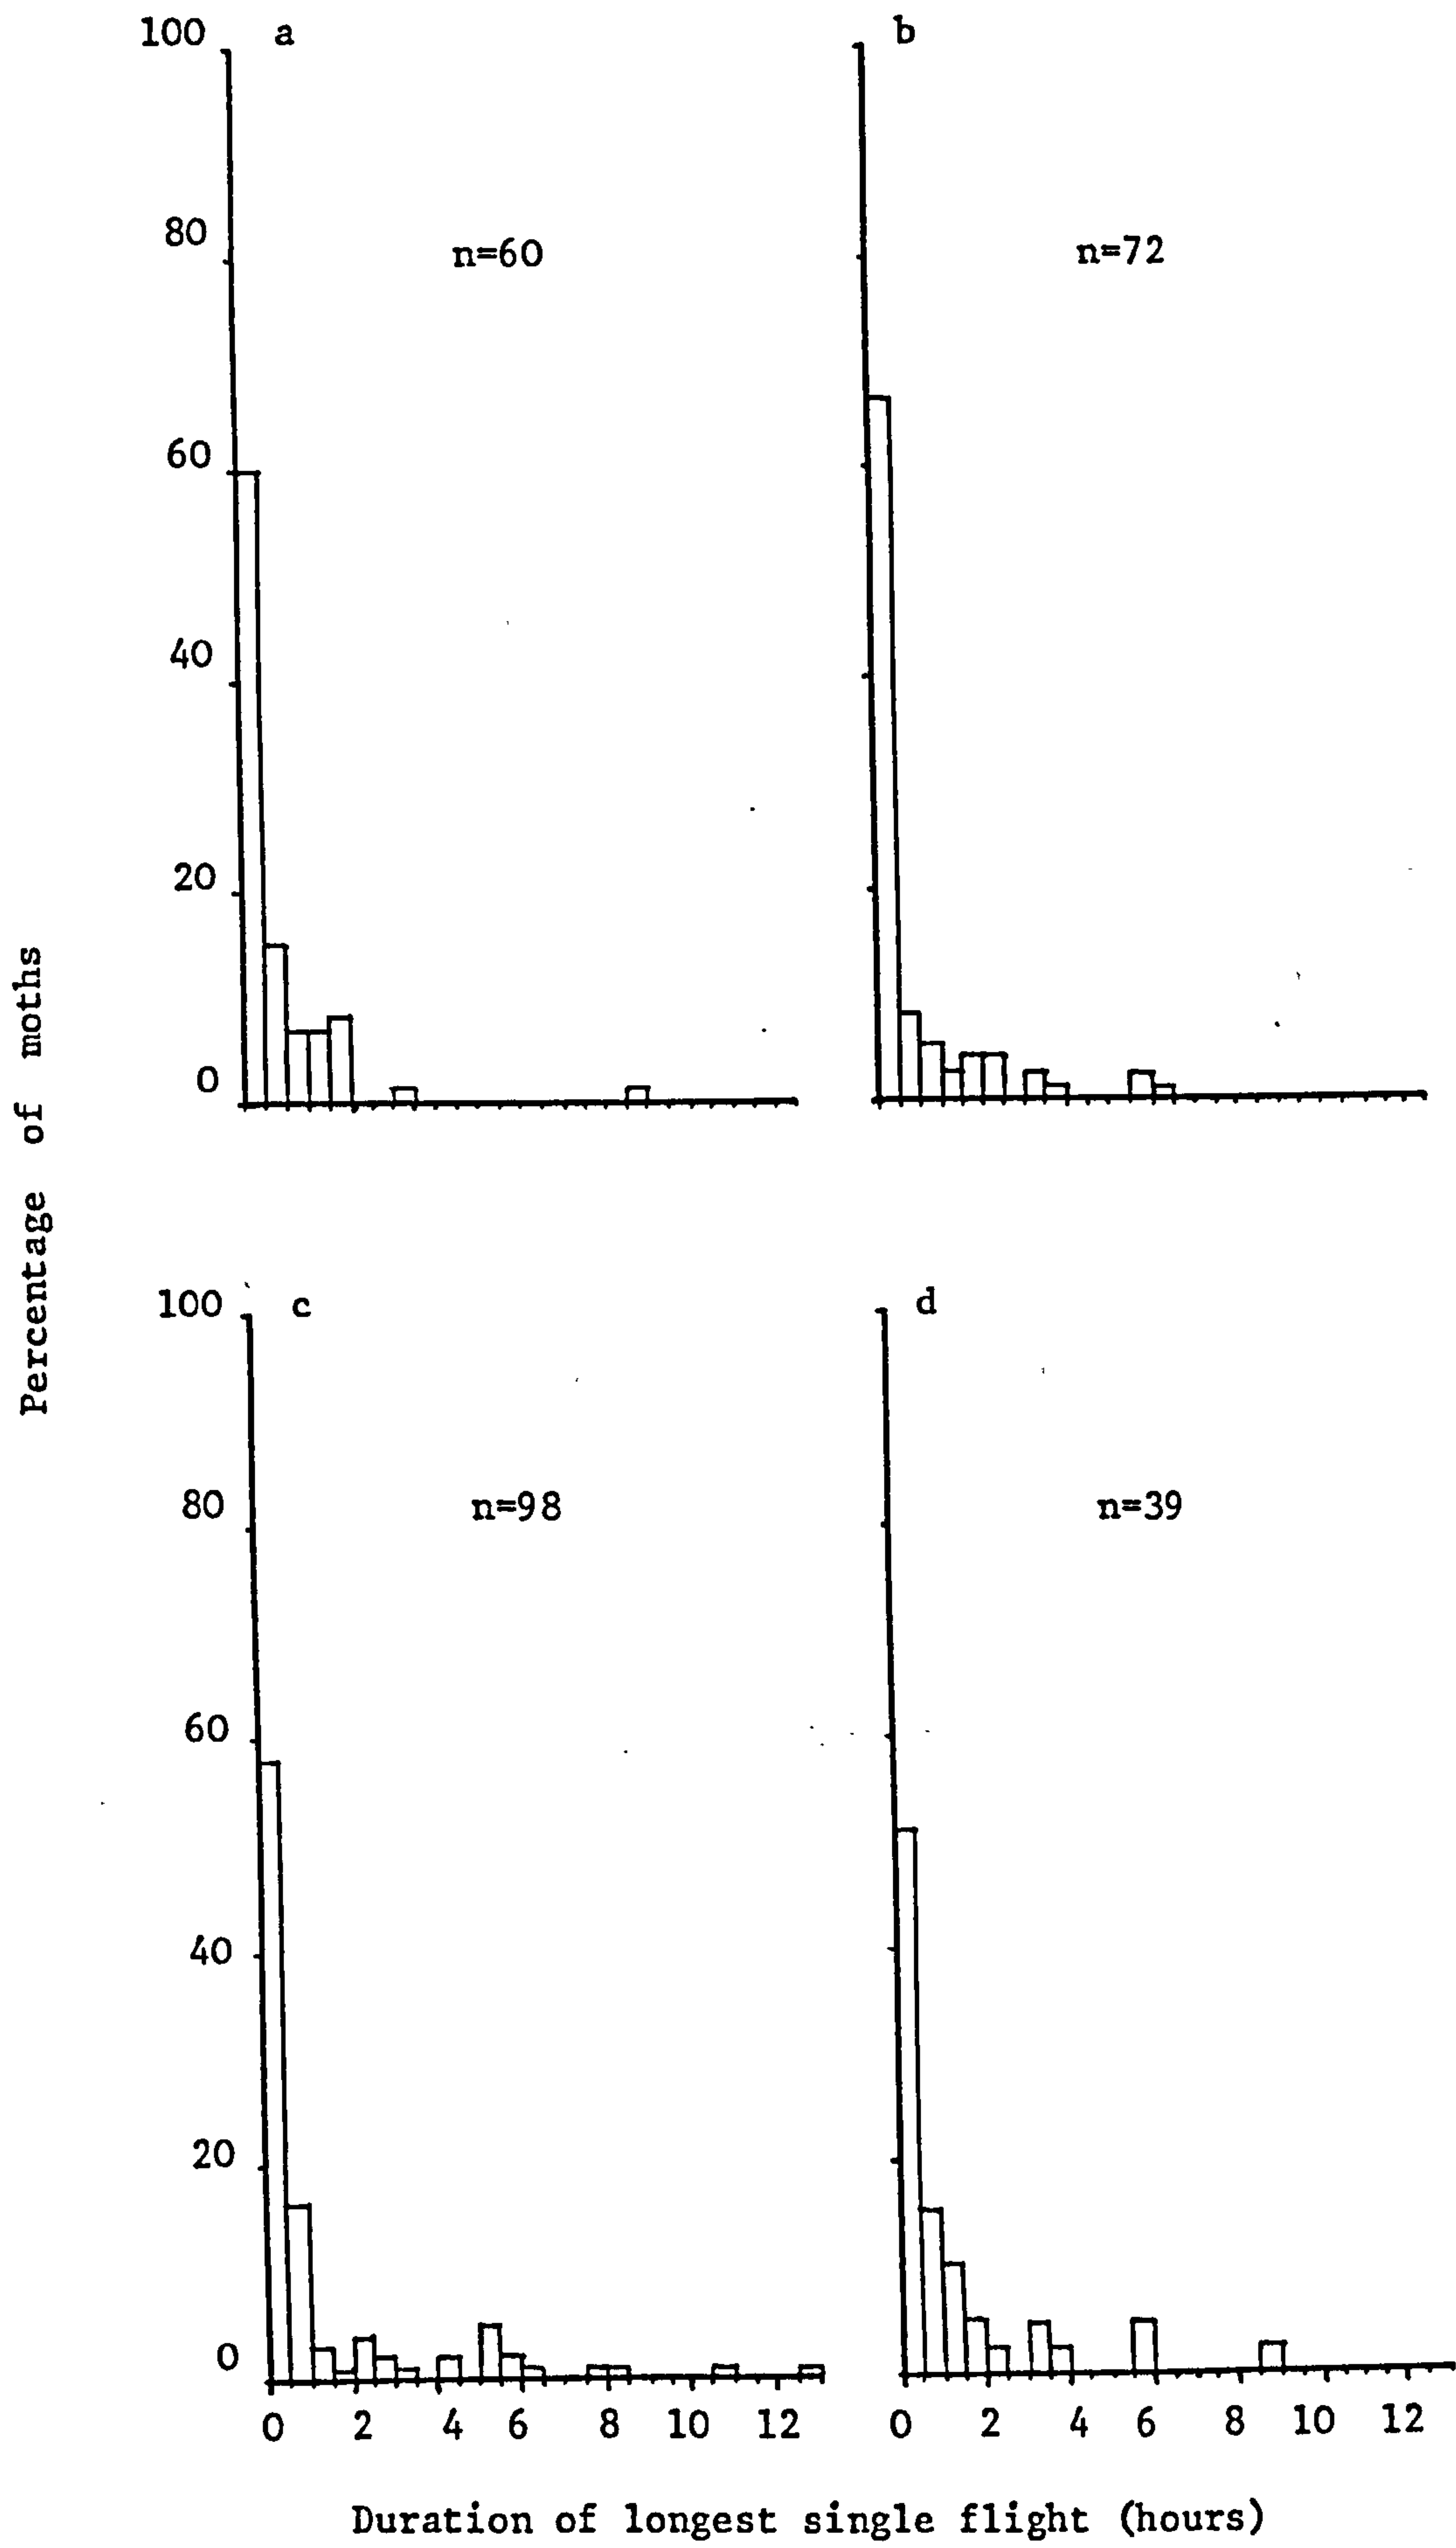 100 a b
80 n=60 n=72
60
40
20
0
Percentage of moths
100 c d
80 n=98 n=39
60
40
20
0
0 2 4 6 8 10 12 0 2 4 6 8 10 12
Duration of longest single flight (hours)